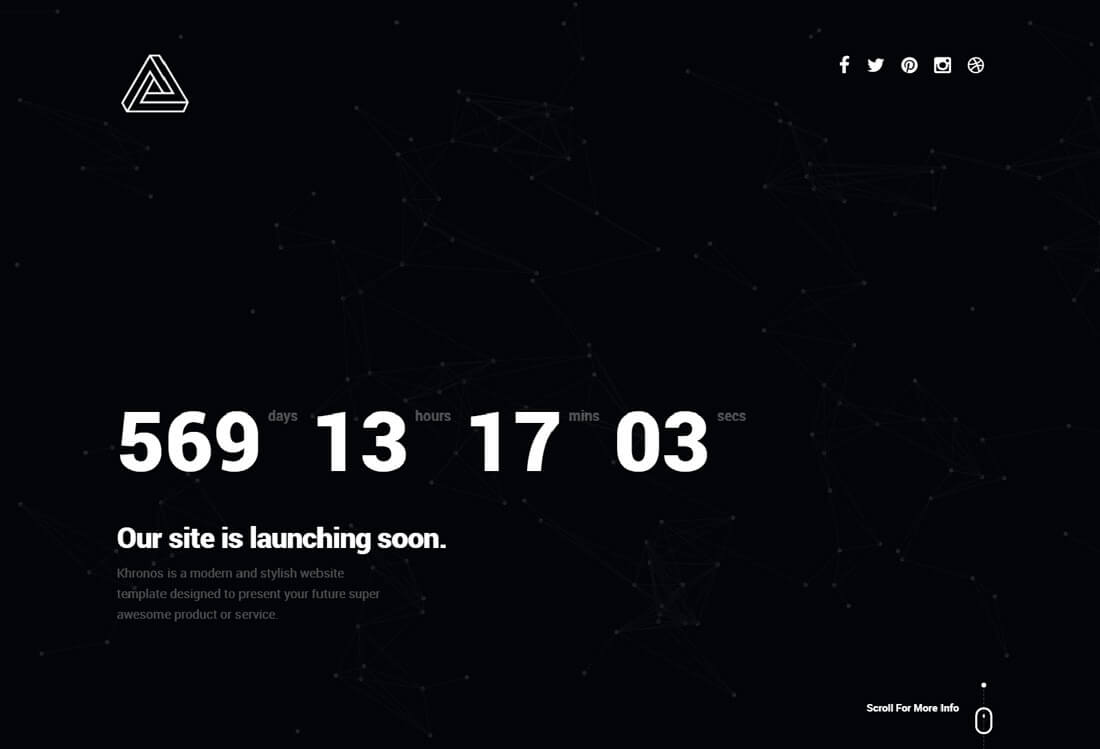 569 days 13 hours 17 mins 03 secs
Our site is launching soon.
Khronos is a modern and stylish website
template designed to present your future super
awesome product or service.
Scroll For More Info